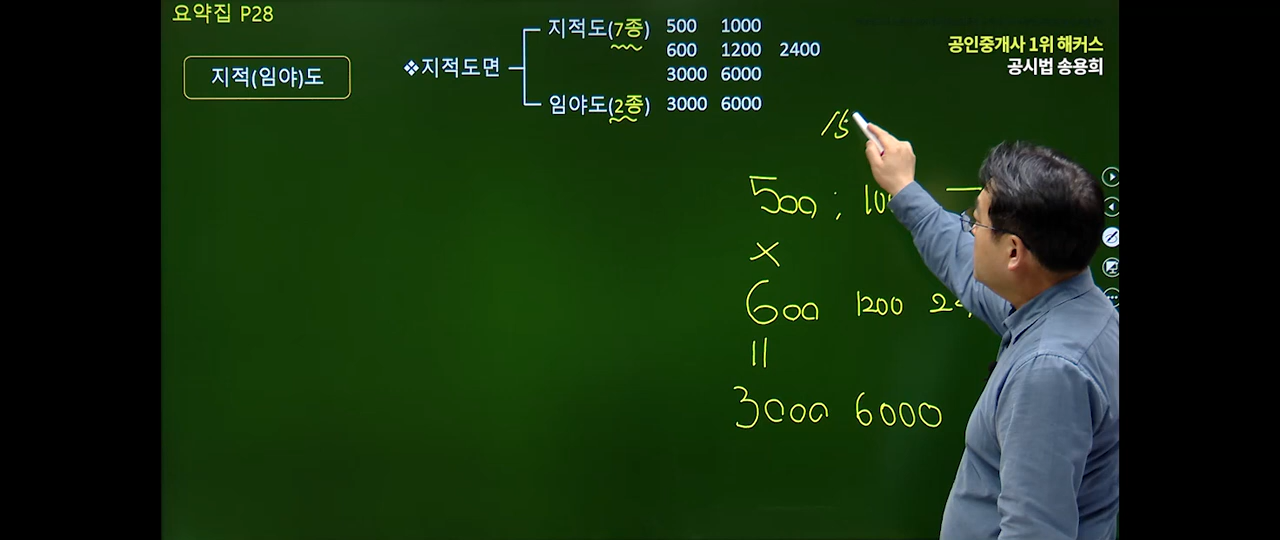 요약집 P28
지적(임야)도
❖지적도면
지적도(7종) 500 1000
600 1200 2400
3000 6000
임야도(2종) 3000 6000
공인중개사 1위 해커스
공시법 송용희
15
500 ;
×
600 1200
=
3000 6000